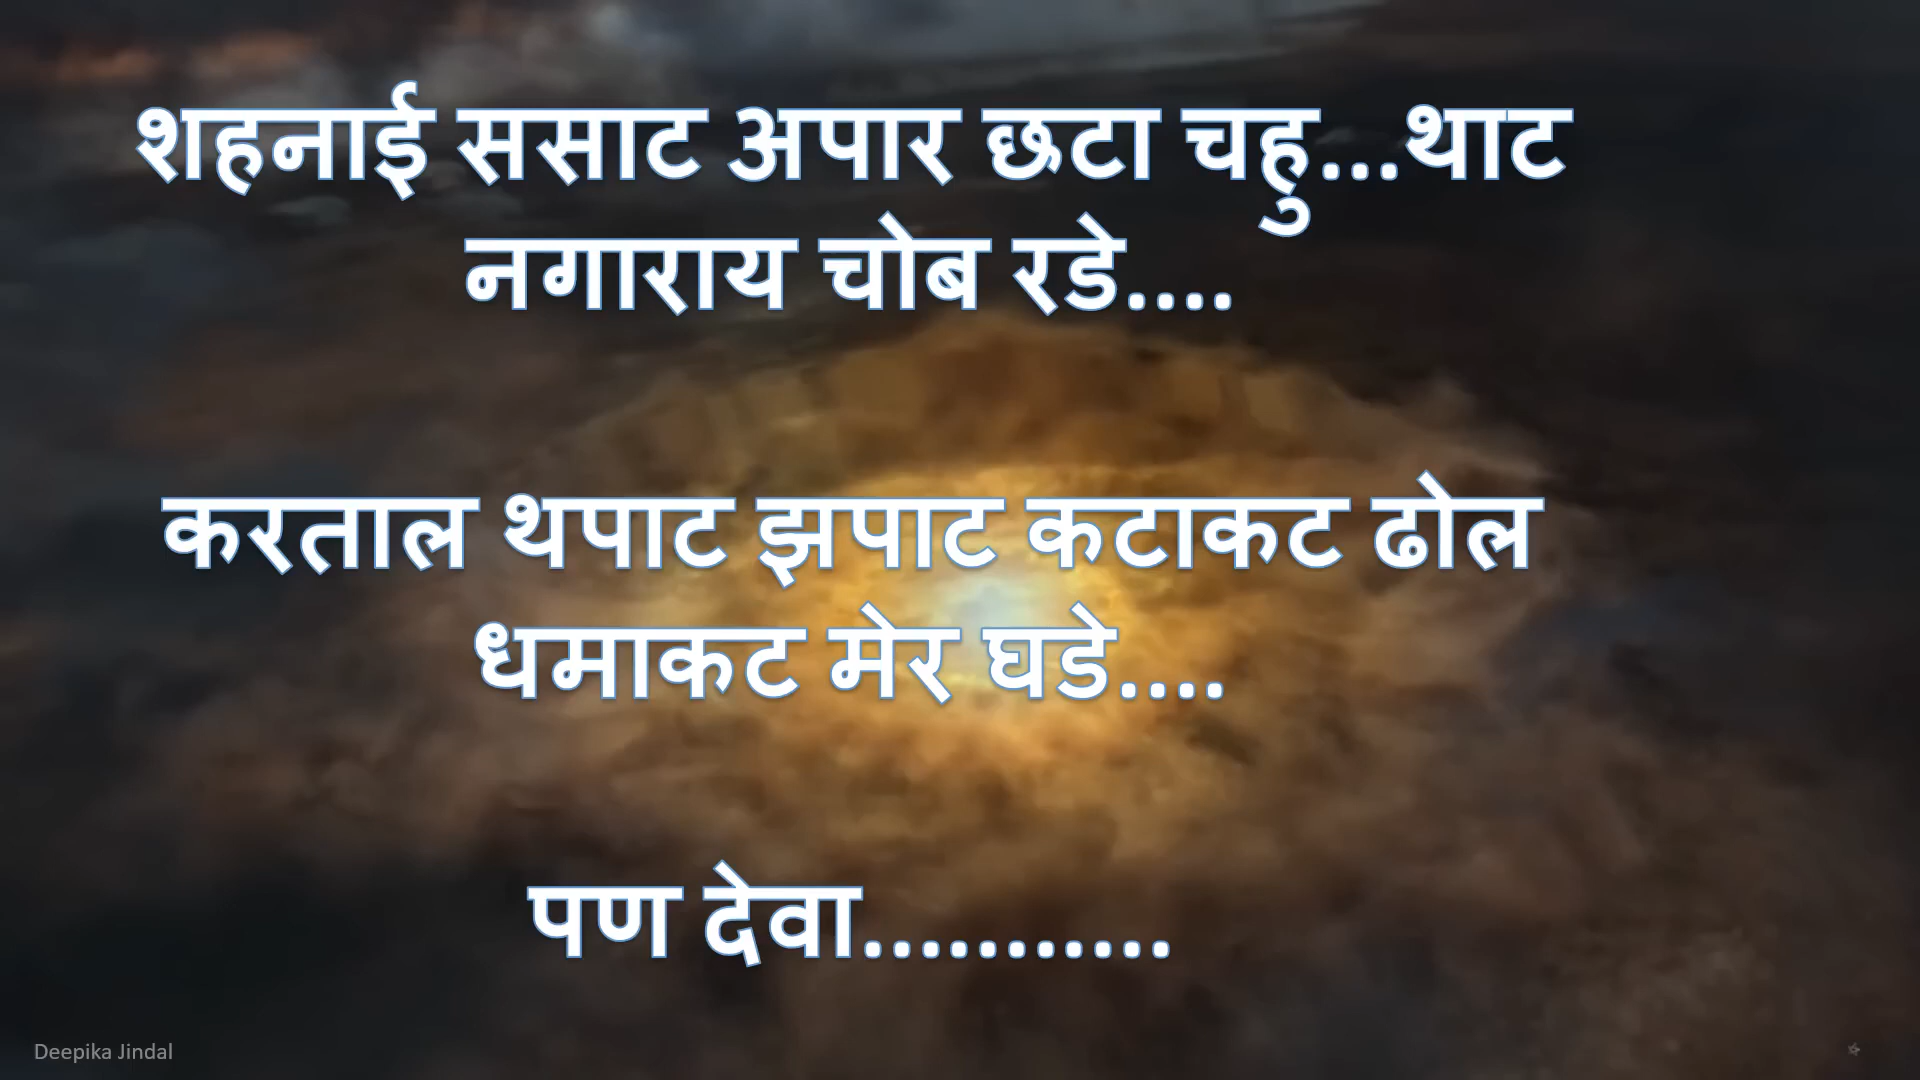 शहनाई ससाट अपार छटा चहु...थाट
नगाराय चोब रडे....
करताल थपाट झपाट कटाकट ढोल
धमाकट मेर घडे....
पण देवा...........
Deepika Jindal